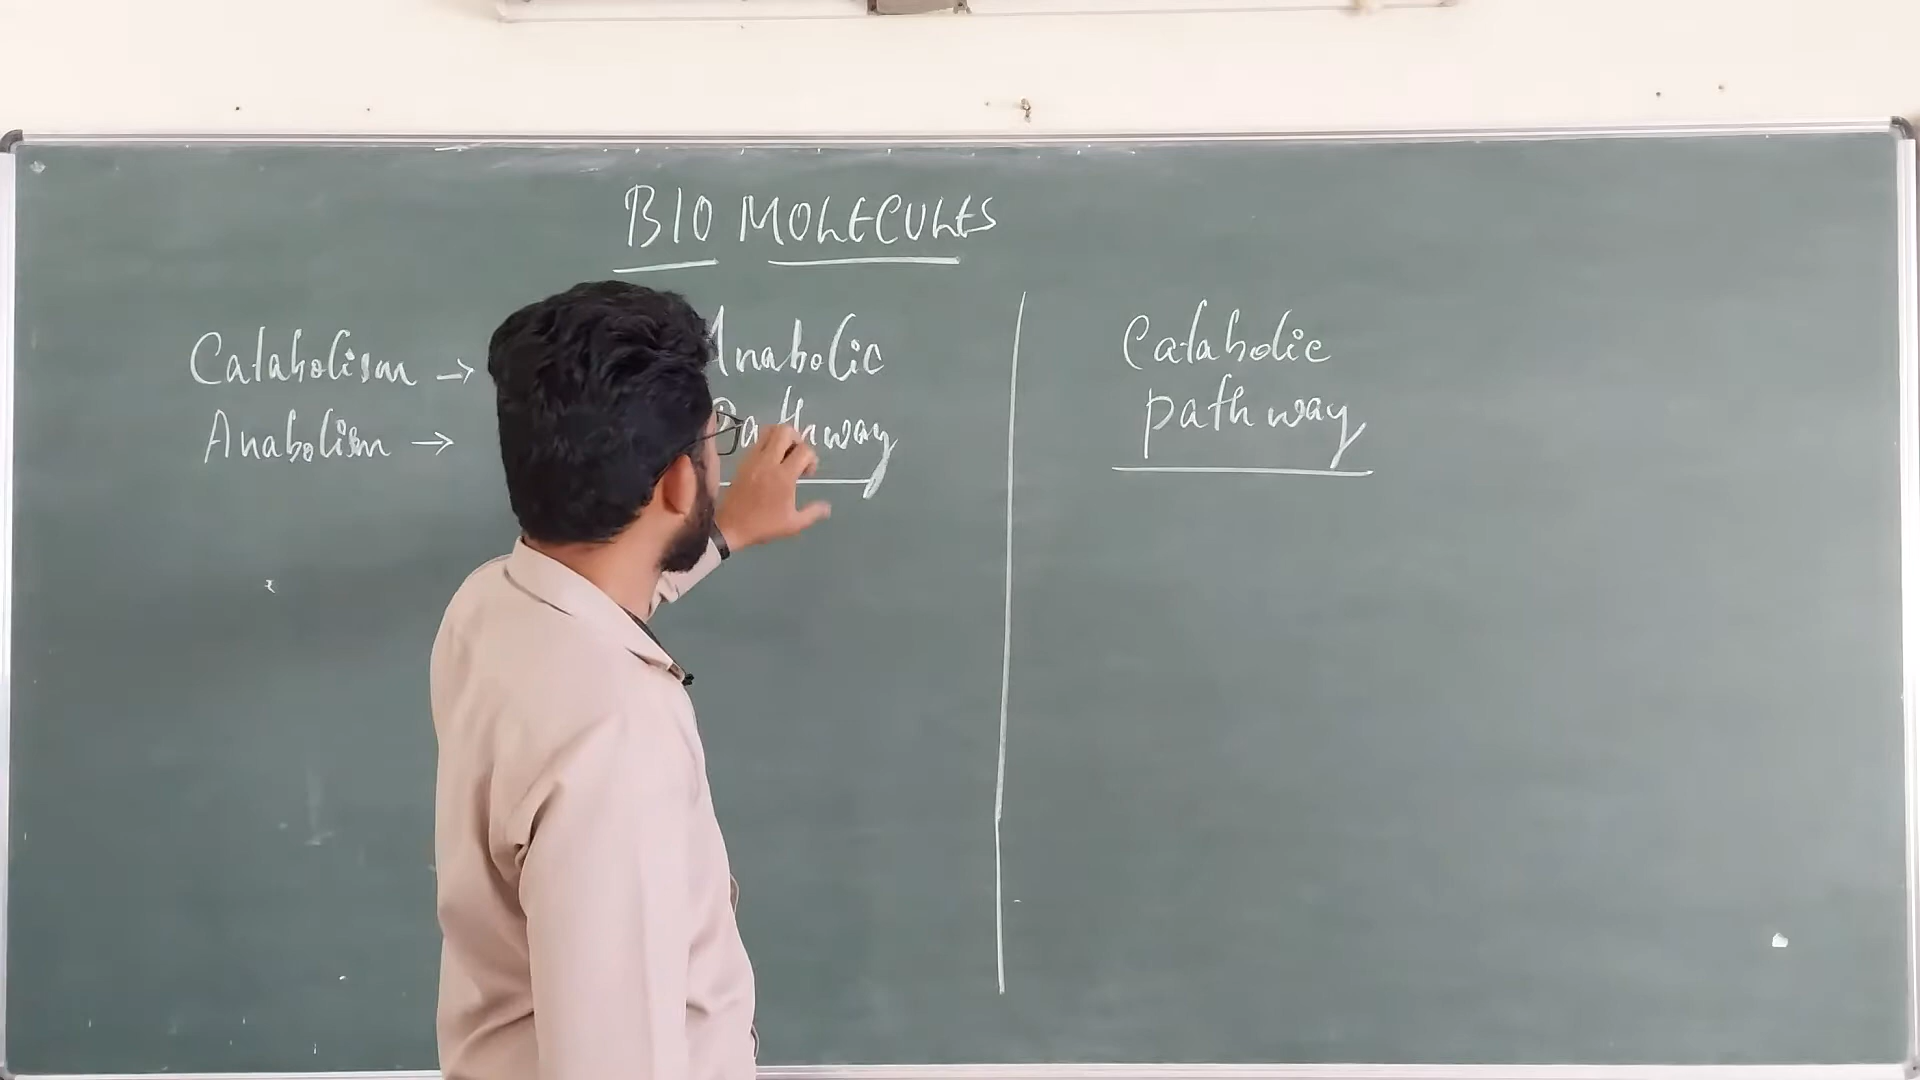 BIO MOLECULES
Catabolism →
Anabolism →
Anabolic
Pathway
Catabolic
pathway